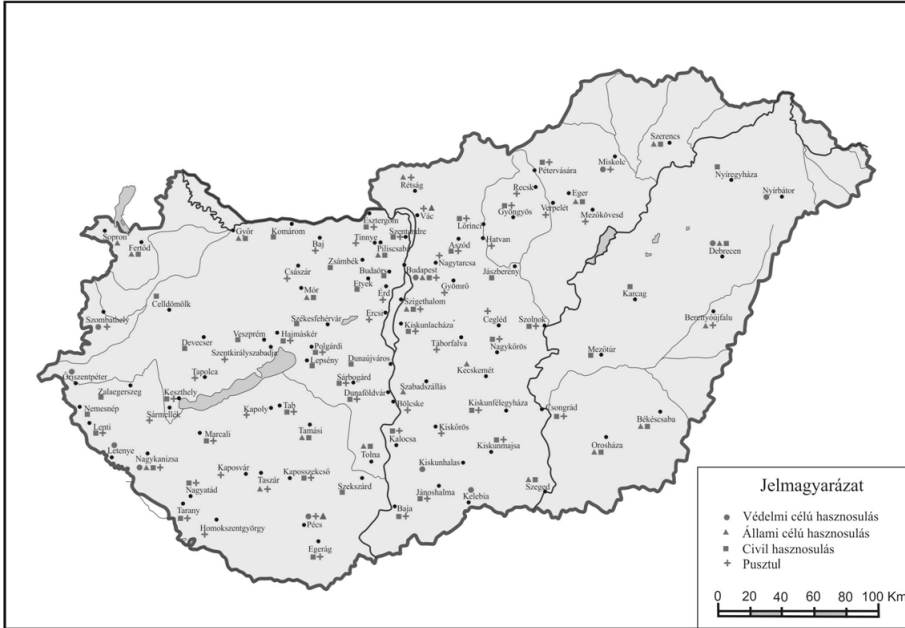 Szerencs
Miskolc
Pétervására
Nyíregyháza
Rétság
Recsk
Eger
Nyírbátor
Verpelét
Mezőkövesd
Vác
Gyöngyös
Esztergom
Lőrinci
Sopron
Győr
Komárom
Szentendre
Hatvan
Fertőd
Baj
Tinnye
Piliscsaba
Aszód
Debrecen
Zsámbék
Nagytarcsa
Császár
Budaörs
Budapest
Jászberény
Etyek
Gyömrő
Mór
Érd
Karcag
Celldömölk
Szigethalom
Szombathely
Ercsi
Berettyóújfalu
Székesfehérvár
Kiskunlacháza
Cegléd
Szolnok
Veszprém
Hajmáskér
Devecser
Táborfalva
Nagykőrös
Szentkirályszabadja
Polgárdi
Mezőtúr
Lepsény
Dunaújváros
Tapolca
Kecskemét
Őriszentpéter
Sárbogárd
Szabadszállás
Zalaegerszeg
Keszthely
Dunaföldvár
Bölcske
Nemesnép
Sármellék
Kapoly
Tab
Kiskunfélegyháza
Csongrád
Békéscsaba
Lenti
Marcali
Tamási
Kiskőrös
Orosháza
Kalocsa
Kiskunmajsa
Letenye
Nagykanizsa
Tolna
Kiskunhalas
Kaposvár
Taszár
Kaposszekcső
Nagyatád
Szekszárd
Jánoshalma
Kelebia
Szeged
Tarany
Baja
Homokszentgyörgy
Pécs
Egerág
Jelmagyarázat
Védelmi célú hasznosulás
Állami célú hasznosulás
Civil hasznosulás
Pusztul
0 20 40 60 80 100 Km